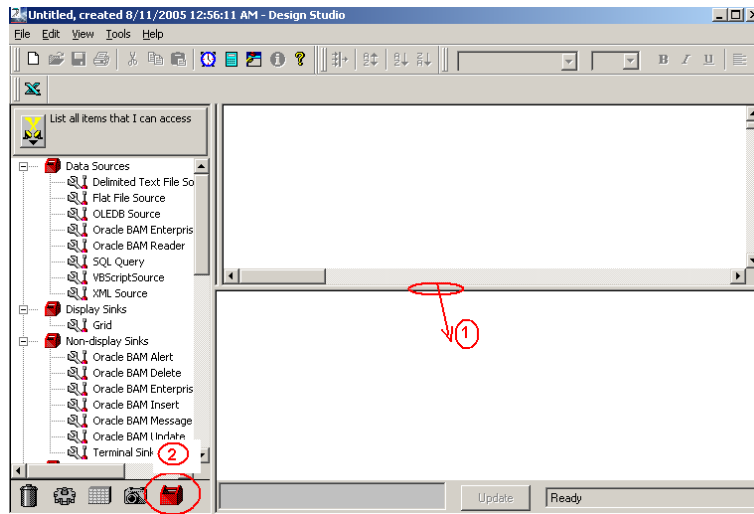 Untitled, created 8/11/2005 12:56:11 AM - Design Studio
File Edit View Tools Help
B I U
List all items that I can access
Data Sources
Delimited Text File So
Flat File Source
OLEDB Source
Oracle BAM Enterpris
Oracle BAM Reader
SQL Query
VBScriptSource
XML Source
Display Sinks
Grid
Non-display Sinks
Oracle BAM Alert
Oracle BAM Delete
Oracle BAM Enterpris
Oracle BAM Insert
Oracle BAM Message
Oracle BAM Update
Terminal Sink
1
2
Update
Ready